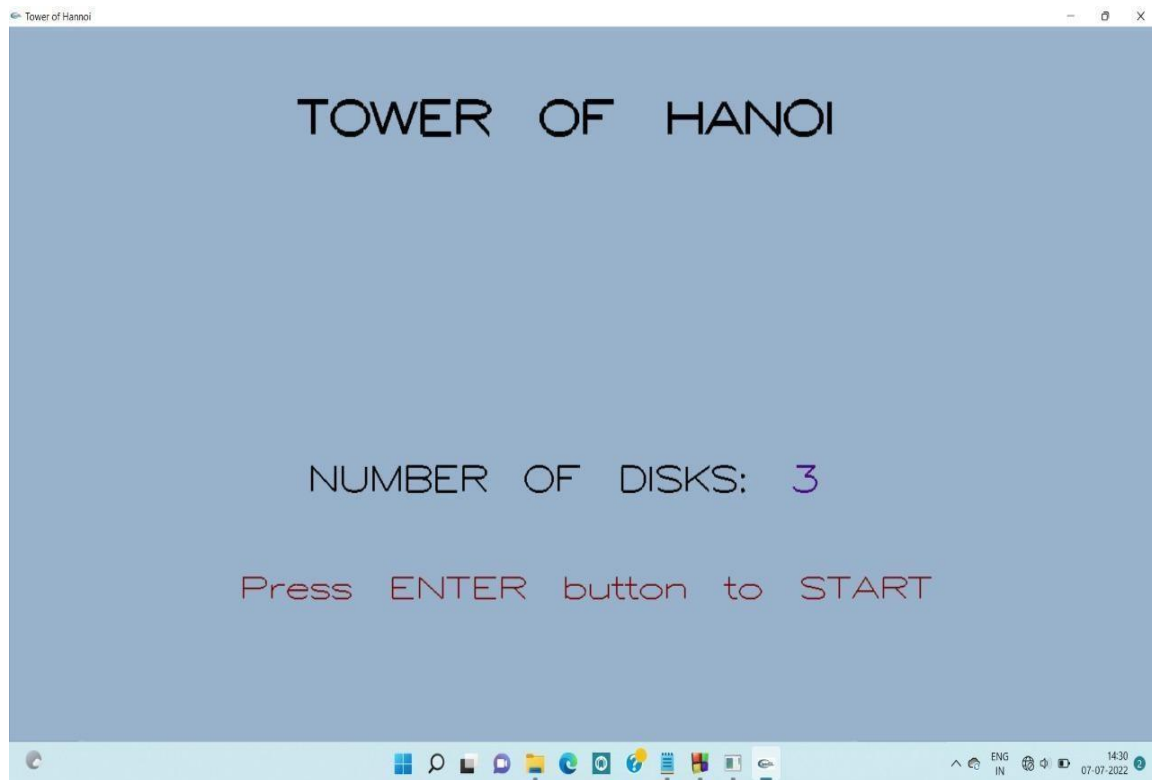 Tower of Hannoi
TOWER OF HANOI
NUMBER OF DISKS: 3
Press ENTER button to START
ENG
IN
14:30
07-07-2022
2